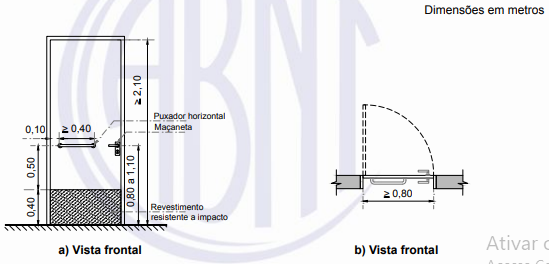 Dimensões em metros
ABNT
≥ 2,10
0,10
≥ 0,40
Puxador horizontal
Maçaneta
0,50
0,80 a 1,10
0,40
Revestimento
resistente a impacto
≥ 0,80
a) Vista frontal
b) Vista frontal
Ativar o